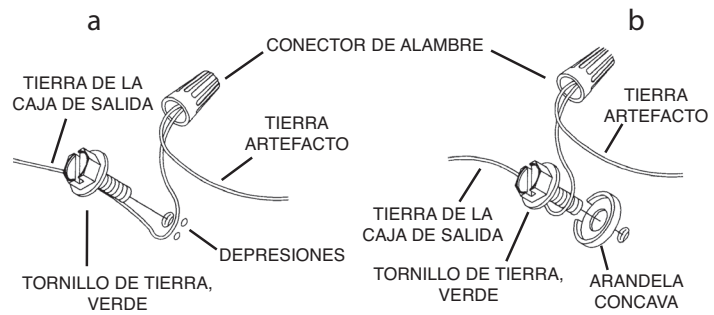 a
b
CONECTOR DE ALAMBRE
TIERRA DE LA
CAJA DE SALIDA
TIERRA
ARTEFACTO
DEPRESIONES
TORNILLO DE TIERRA,
VERDE
TIERRA
ARTEFACTO
TIERRA DE LA
CAJA DE SALIDA
TORNILLO DE TIERRA,
VERDE
ARANDELA
CONCAVA